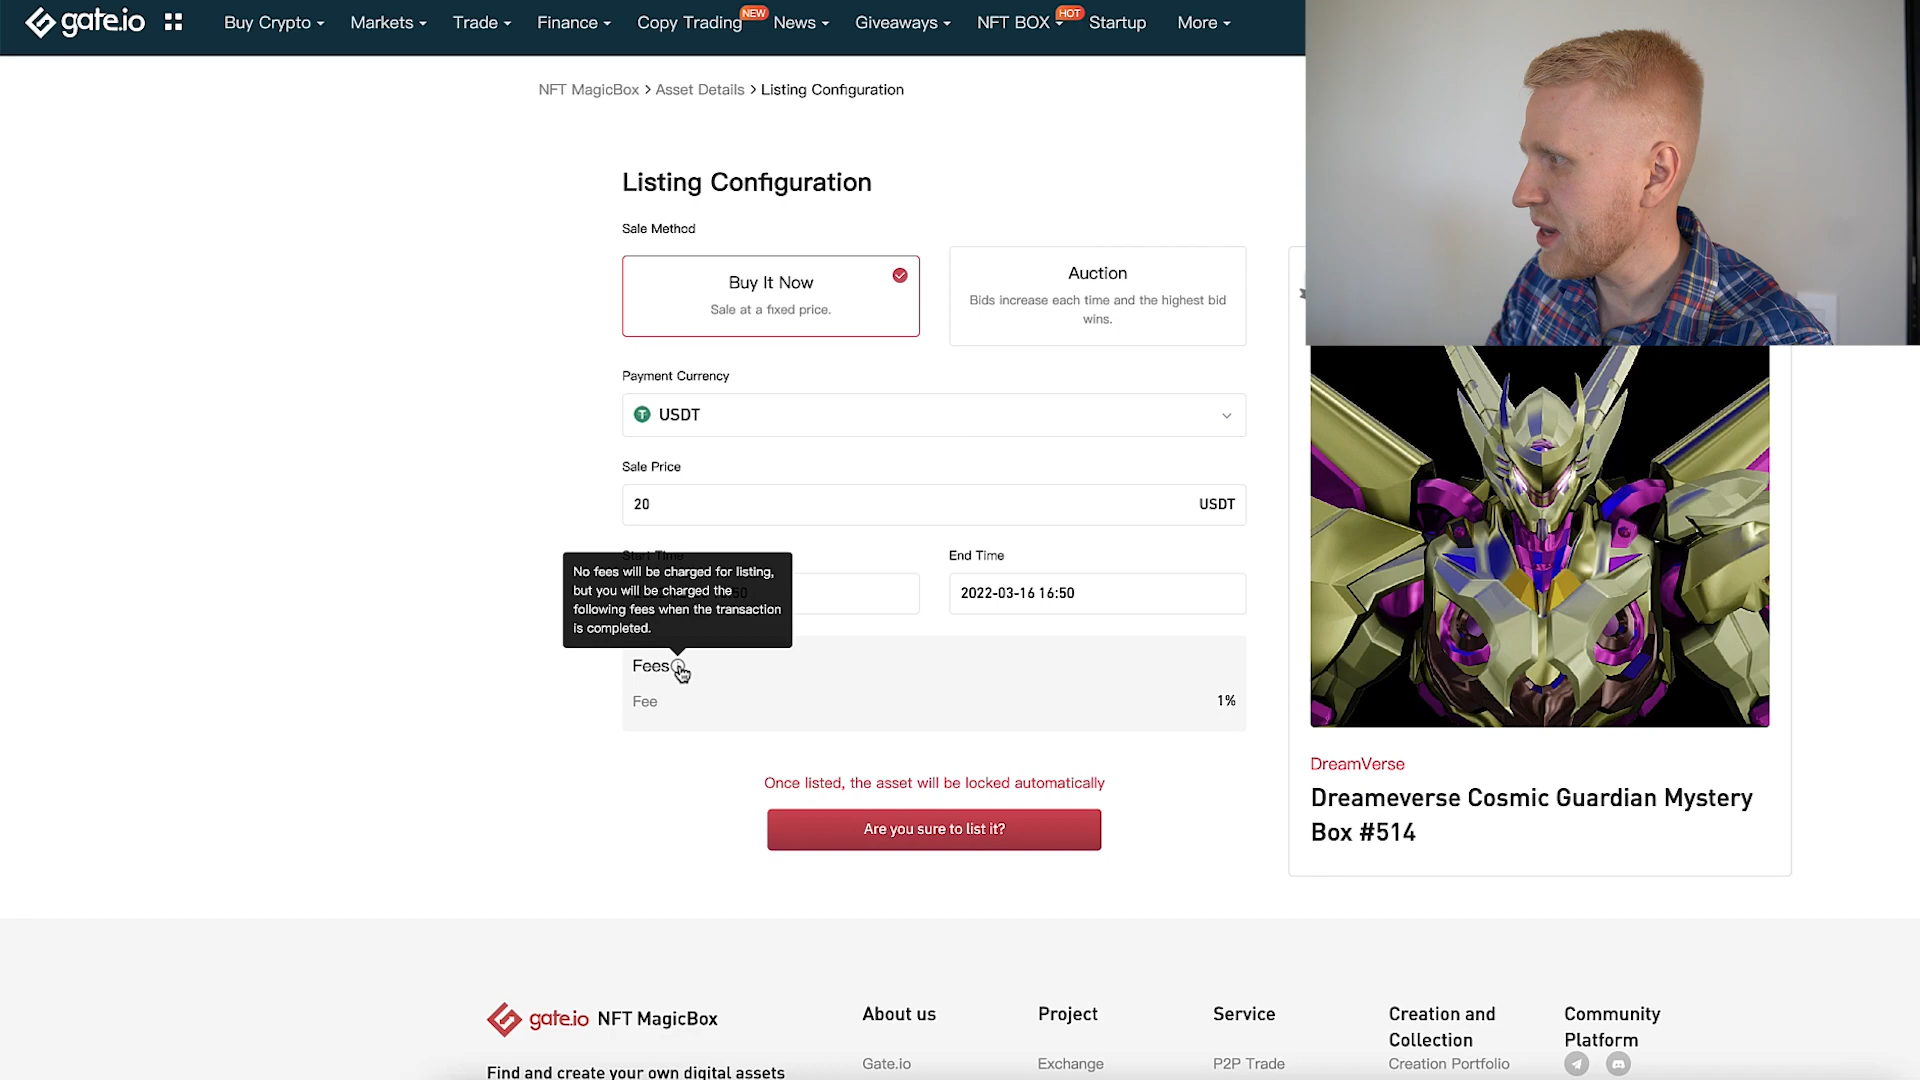 gate.io
Buy Crypto
Markets
Trade
Finance
Copy Trading
NEW
News
Giveaways
NFT BOX
HOT
Startup
More
NFT MagicBox > Asset Details > Listing Configuration
Listing Configuration
Sale Method
Buy It Now
Sale at a fixed price.
Auction
Bids increase each time and the highest bid
wins.
Payment Currency
USDT
Sale Price
20
USDT
Start Time
End Time
2022-03-16 16:50
No fees will be charged for listing,
but you will be charged the
following fees when the transaction
is completed.
Fees
Fee
1%
Once listed, the asset will be locked automatically
Are you sure to list it?
DreamVerse
Dreameverse Cosmic Guardian Mystery
Box #514
gate.io NFT MagicBox
Find and create your own digital assets
About us
Gate.io
Project
Exchange
Service
P2P Trade
Creation and
Collection
Creation Portfolio
Community
Platform